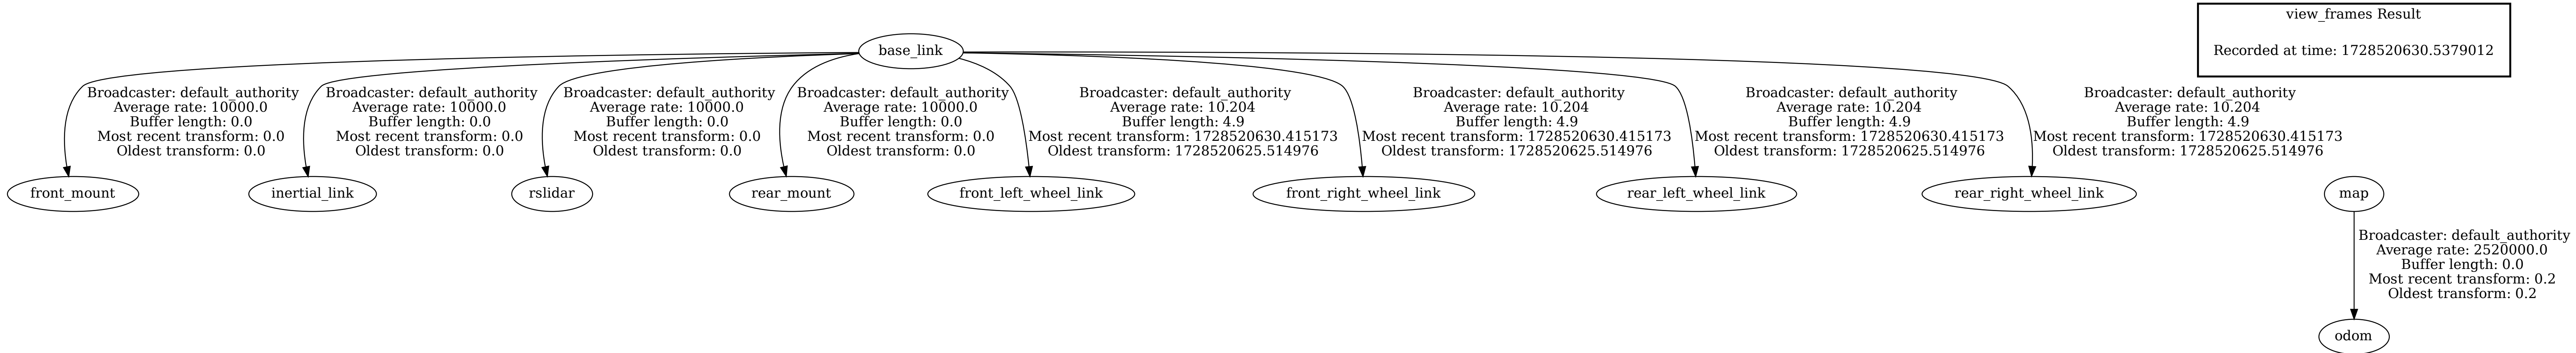 view_frames Result
Recorded at time: 1728520630.5379012
base_link
Broadcaster: default_authority
Average rate: 10000.0
Buffer length: 0.0
Most recent transform: 0.0
Oldest transform: 0.0
Broadcaster: default_authority
Average rate: 10000.0
Buffer length: 0.0
Most recent transform: 0.0
Oldest transform: 0.0
Broadcaster: default_authority
Average rate: 10000.0
Buffer length: 0.0
Most recent transform: 0.0
Oldest transform: 0.0
Broadcaster: default_authority
Average rate: 10000.0
Buffer length: 0.0
Most recent transform: 0.0
Oldest transform: 0.0
Broadcaster: default_authority
Average rate: 10.204
Buffer length: 4.9
Most recent transform: 1728520630.415173
Oldest transform: 1728520625.514976
Broadcaster: default_authority
Average rate: 10.204
Buffer length: 4.9
Most recent transform: 1728520630.415173
Oldest transform: 1728520625.514976
Broadcaster: default_authority
Average rate: 10.204
Buffer length: 4.9
Most recent transform: 1728520630.415173
Oldest transform: 1728520625.514976
Broadcaster: default_authority
Average rate: 10.204
Buffer length: 4.9
Most recent transform: 1728520630.415173
Oldest transform: 1728520625.514976
front_mount
inertial_link
rslidar
rear_mount
front_left_wheel_link
front_right_wheel_link
rear_left_wheel_link
rear_right_wheel_link
map
Broadcaster: default_authority
Average rate: 2520000.0
Buffer length: 0.0
Most recent transform: 0.2
Oldest transform: 0.2
odom